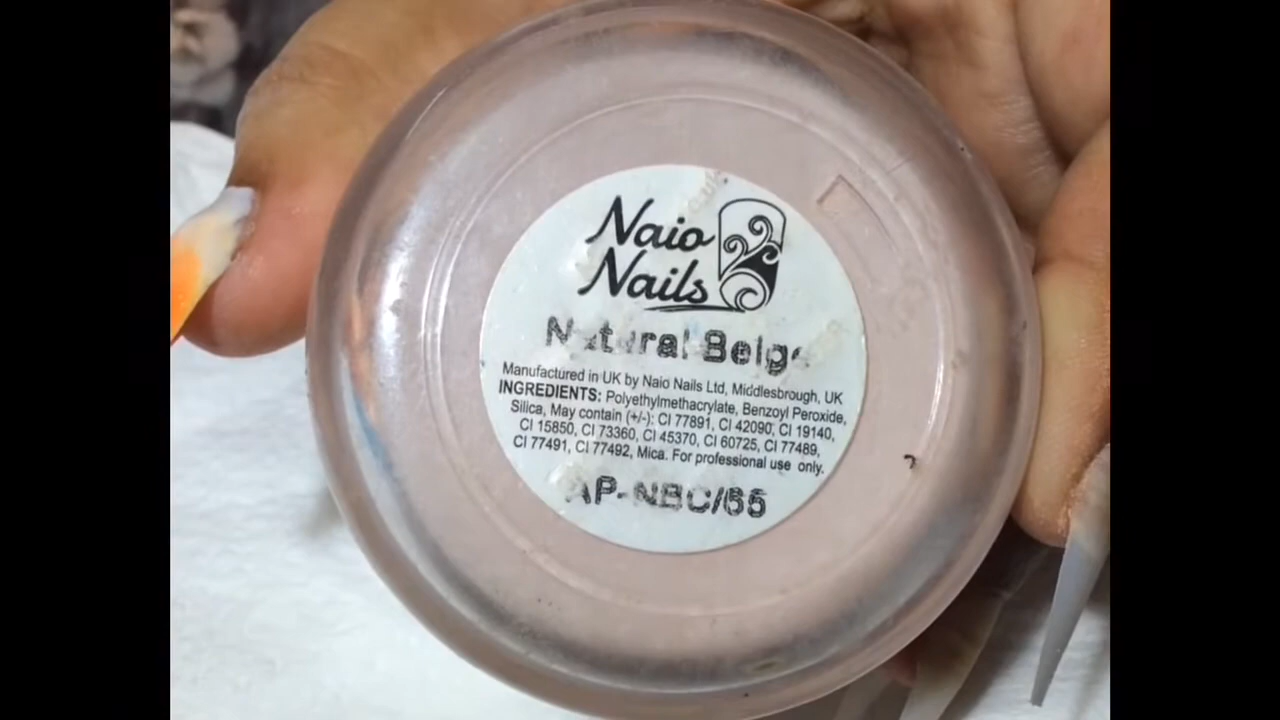 Naio
Nails
Natural Beige
Manufactured in UK by Naio Nails Ltd, Middlesbrough, UK
INGREDIENTS: Polyethylmethacrylate, Benzoyl Peroxide,
Silica, May contain (+/-): CI 77891, CI 42090, CI 19140,
CI 15850, CI 73360, CI 45370, CI 60725, CI 77489,
CI 77491, CI 77492, Mica. For professional use only.
AP-NBC/65